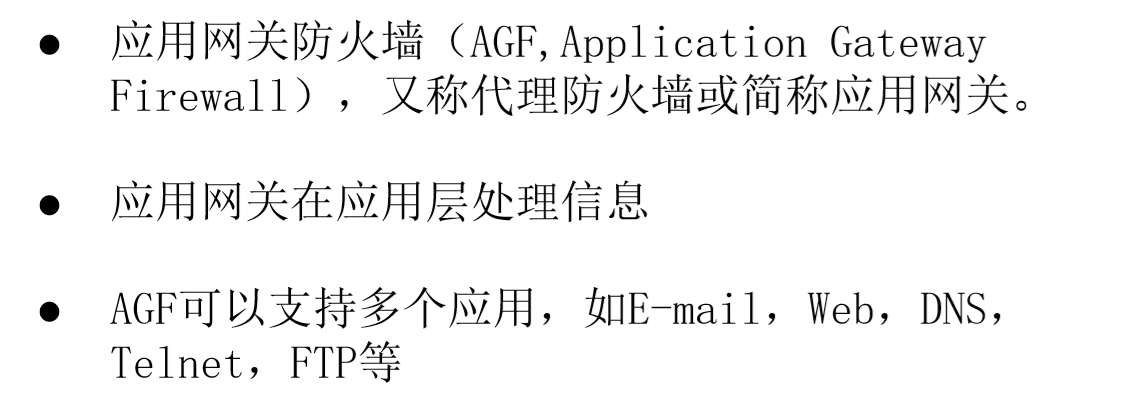 ● 应用网关防火墙（AGF,Application Gateway
Firewall），又称代理防火墙或简称应用网关。
● 应用网关在应用层处理信息
● AGF可以支持多个应用，如E-mail，Web，DNS，
Telnet，FTP等